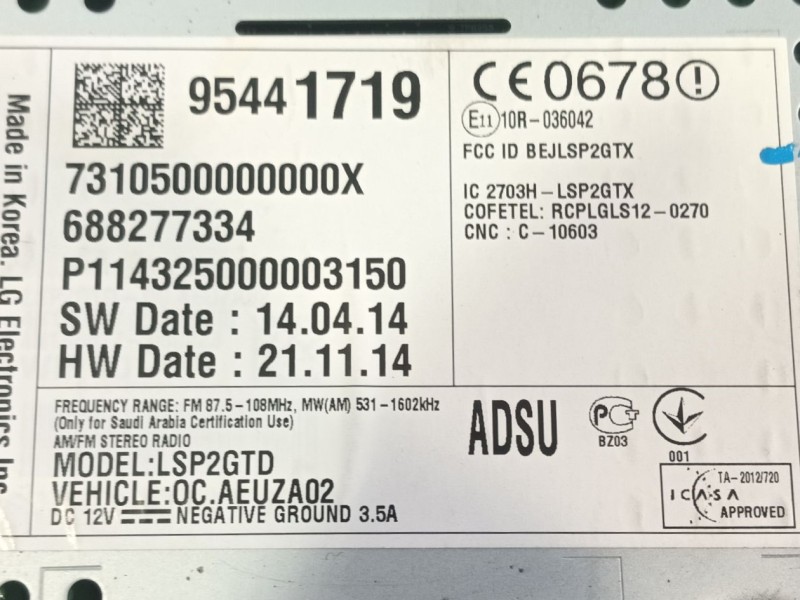 Made in Korea. LG Electronics Inc
95441719
7310500000000X
688277334
P114325000003150
SW Date : 14.04.14
HW Date : 21.11.14
CE0678
E11 10R-036042
FCC ID BEJLSP2GTX
IC 2703H-LSP2GTX
COFETEL: RCPLGLS12-0270
CNC : C-10603
FREQUENCY RANGE: FM 87.5-108MHz, MW(AM) 531-1602kHz
(Only for Saudi Arabia Certification Use)
AM/FM STEREO RADIO
MODEL:LSP2GTD
VEHICLE:OC.AEUZA02
DC 12V NEGATIVE GROUND 3.5A
ADSU
BZ03
001
TA-2012/720
ICASA
APPROVED